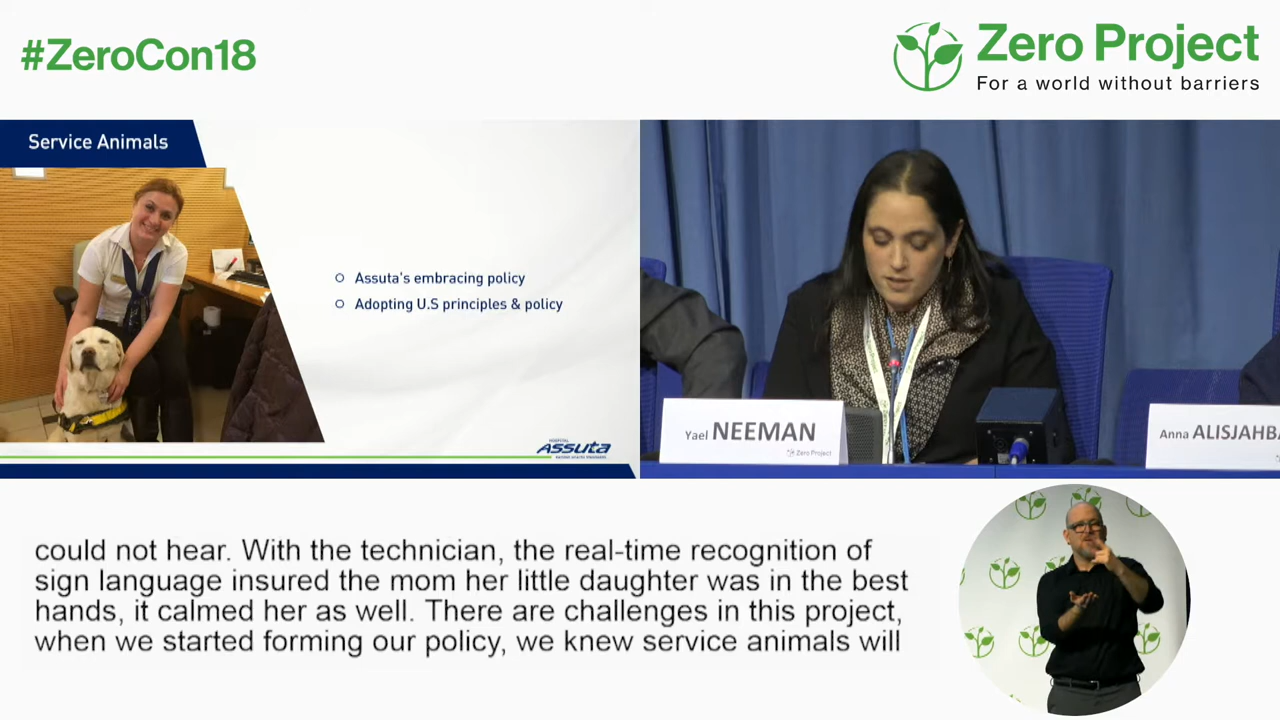 #ZeroCon18
Zero Project
For a world without barriers
Service Animals
Assuta's embracing policy
Adopting U.S principles & policy
HOSPITAL
Assuta
Yael NEEMAN
Zero Project
Anna ALISJAHBA
could not hear. With the technician, the real-time recognition of
sign language insured the mom her little daughter was in the best
hands, it calmed her as well. There are challenges in this project,
when we started forming our policy, we knew service animals will